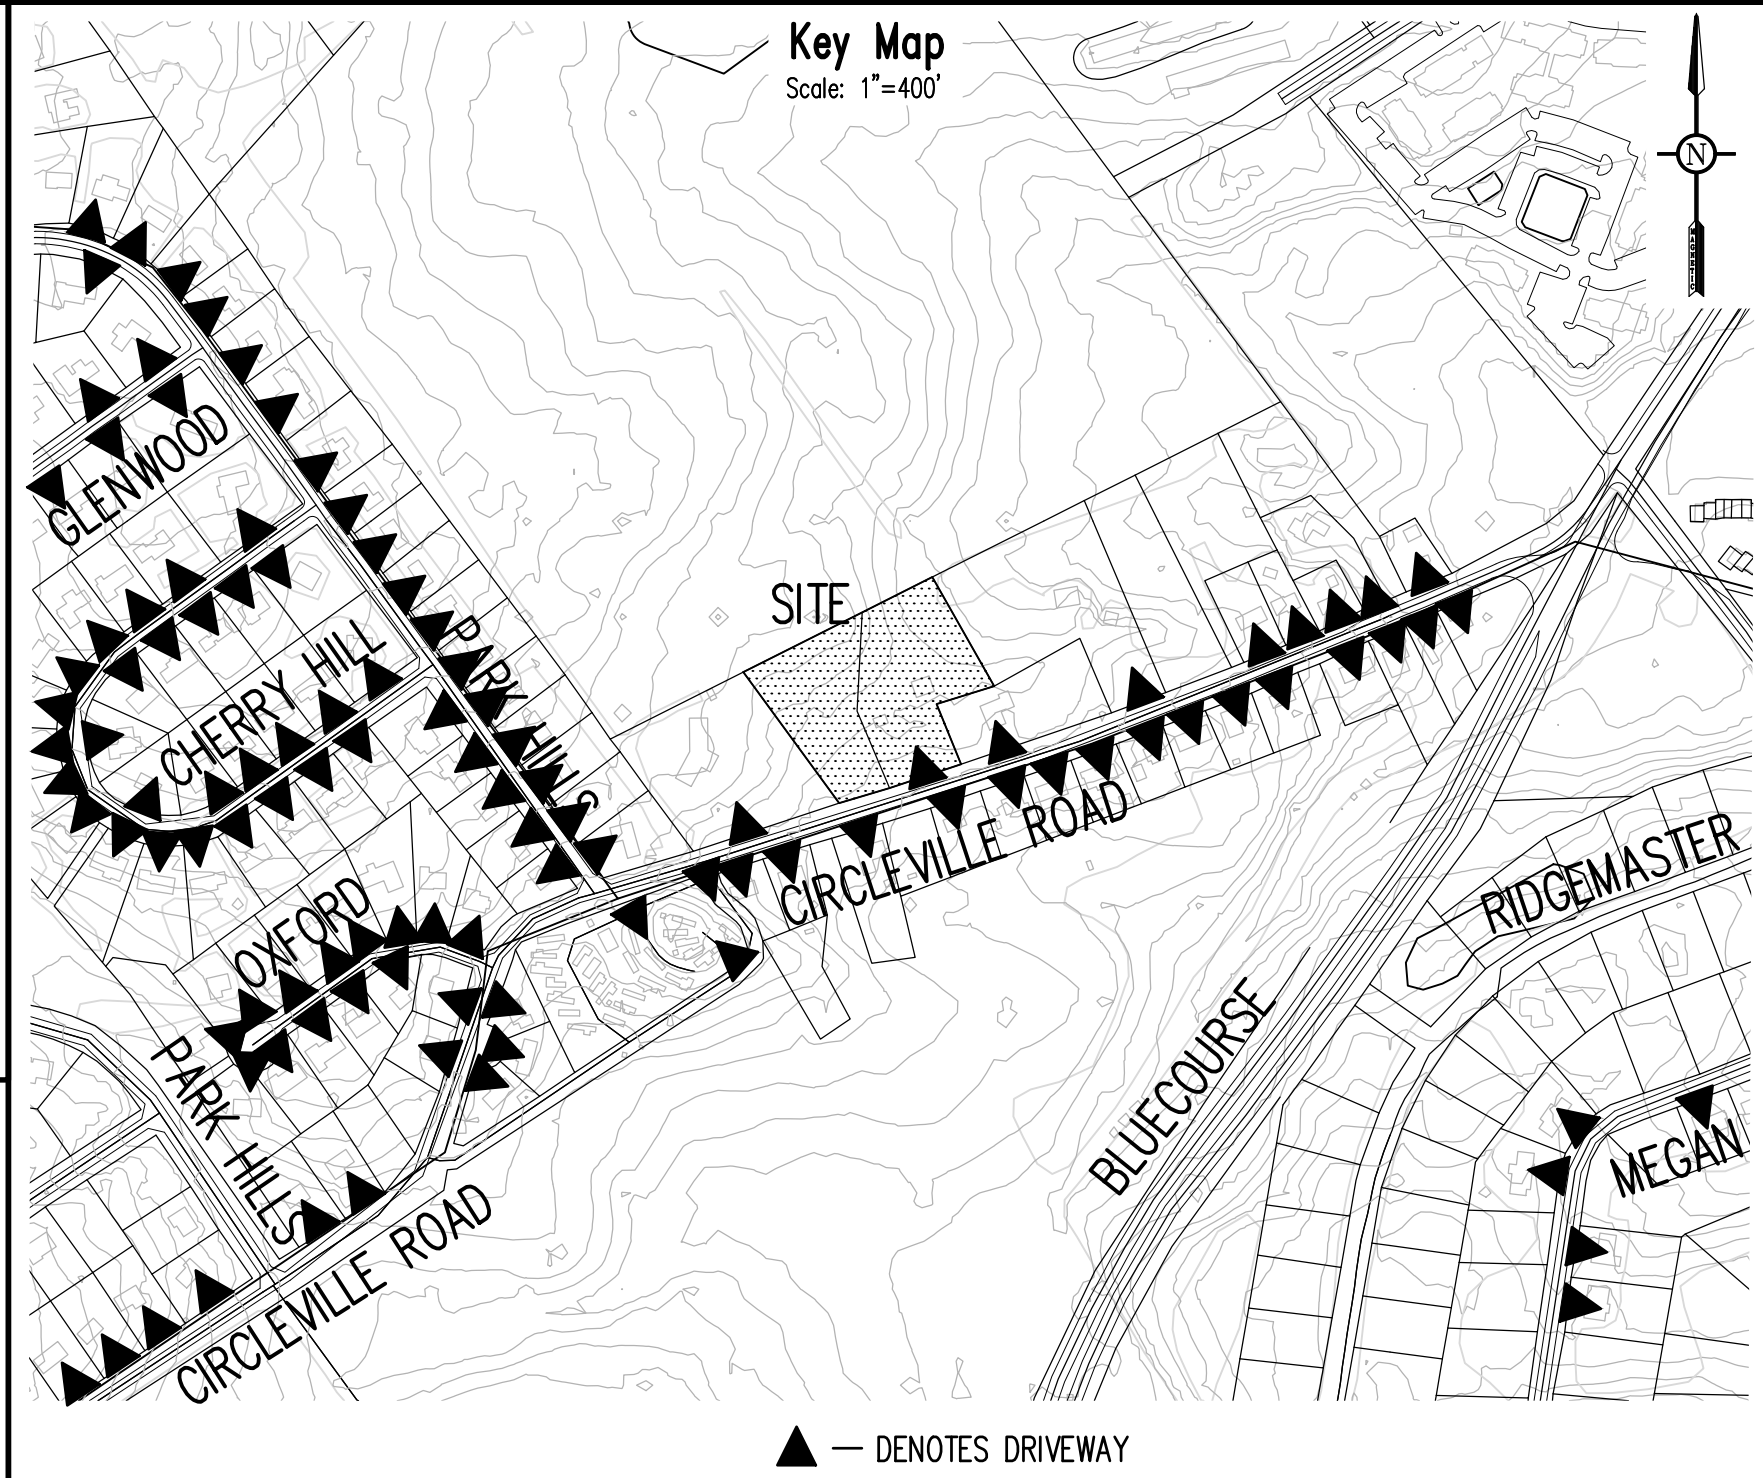 Key Map
Scale: 1"=400'
N
MAGNETIC
GLENWOOD
SITE
PARK HILLS
CHERRY HILL
CIRCLEVILLE ROAD
RIDGEMASTER
OXFORD
BLUECOURSE
PARK HILLS
MEGAN
CIRCLEVILLE ROAD
— DENOTES DRIVEWAY